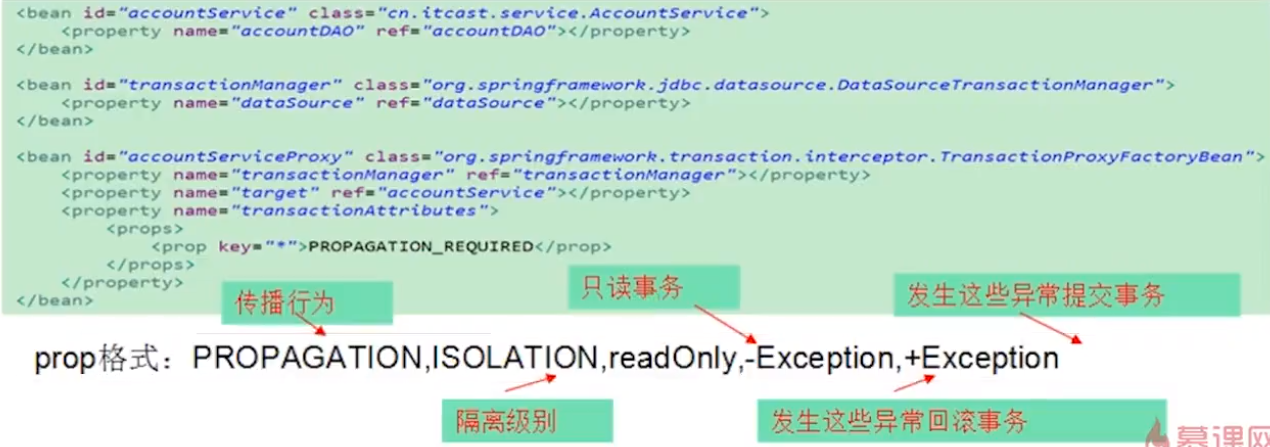 <bean id="accountService" class="cn.itcast.service.AccountService">
<property name="accountDAO" ref="accountDAO"></property>
</bean>
<bean id="transactionManager" class="org.springframework.jdbc.datasource.DataSourceTransactionManager">
<property name="dataSource" ref="dataSource"></property>
</bean>
<bean id="accountServiceProxy" class="org.springframework.transaction.interceptor.TransactionProxyFactoryBean">
<property name="transactionManager" ref="transactionManager"></property>
<property name="target" ref="accountService"></property>
<property name="transactionAttributes">
<props>
<prop key="*">PROPAGATION_REQUIRED</prop>
</props>
</property>
</bean>
传播行为
只读事务
发生这些异常提交事务
prop格式：PROPAGATION,ISOLATION,readOnly,-Exception,+Exception
隔离级别
发生这些异常回滚事务
慕课网